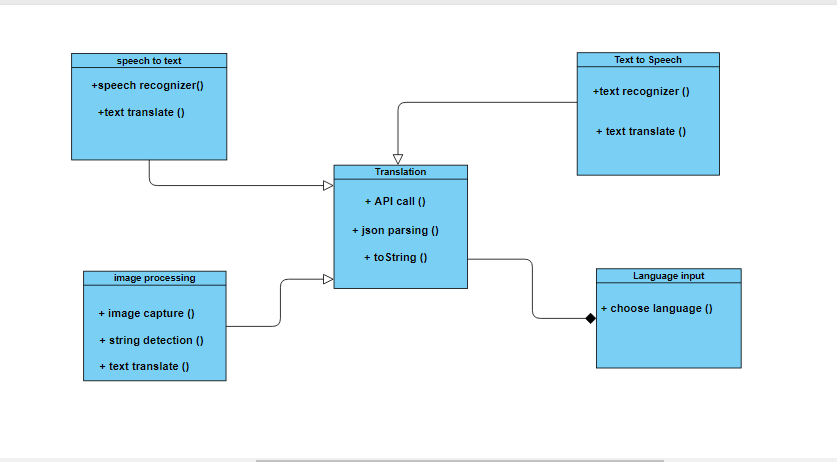 speech to text
+speech recognizer()
+text translate ()
Text to Speech
+text recognizer ()
+ text translate ()
Translation
+ API call ()
+ json parsing ()
+ toString ()
image processing
+ image capture ()
+ string detection ()
+ text translate ()
Language input
+ choose language ()